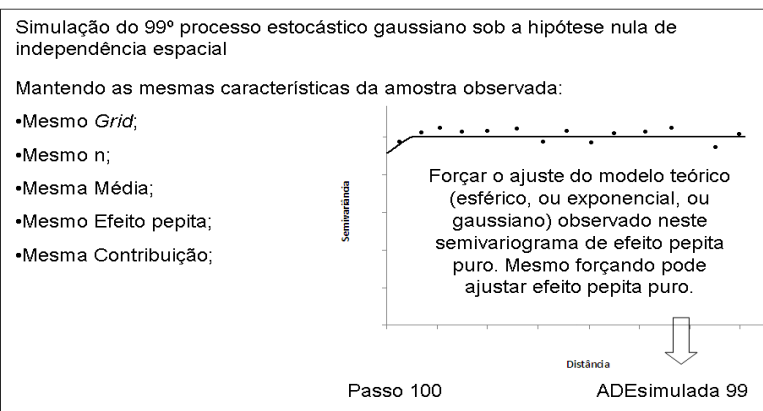 Simulação do 99º processo estocástico gaussiano sob a hipótese nula de
independência espacial
Mantendo as mesmas características da amostra observada:
•Mesmo Grid;
•Mesmo n;
•Mesma Média;
•Mesmo Efeito pepita;
•Mesma Contribuição;
Semivariância
Forçar o ajuste do modelo teórico
(esférico, ou exponencial, ou
gaussiano) observado neste
semivariograma de efeito pepita
puro. Mesmo forçando pode
ajustar efeito pepita puro.
Distância
Passo 100
ADEsimulada 99